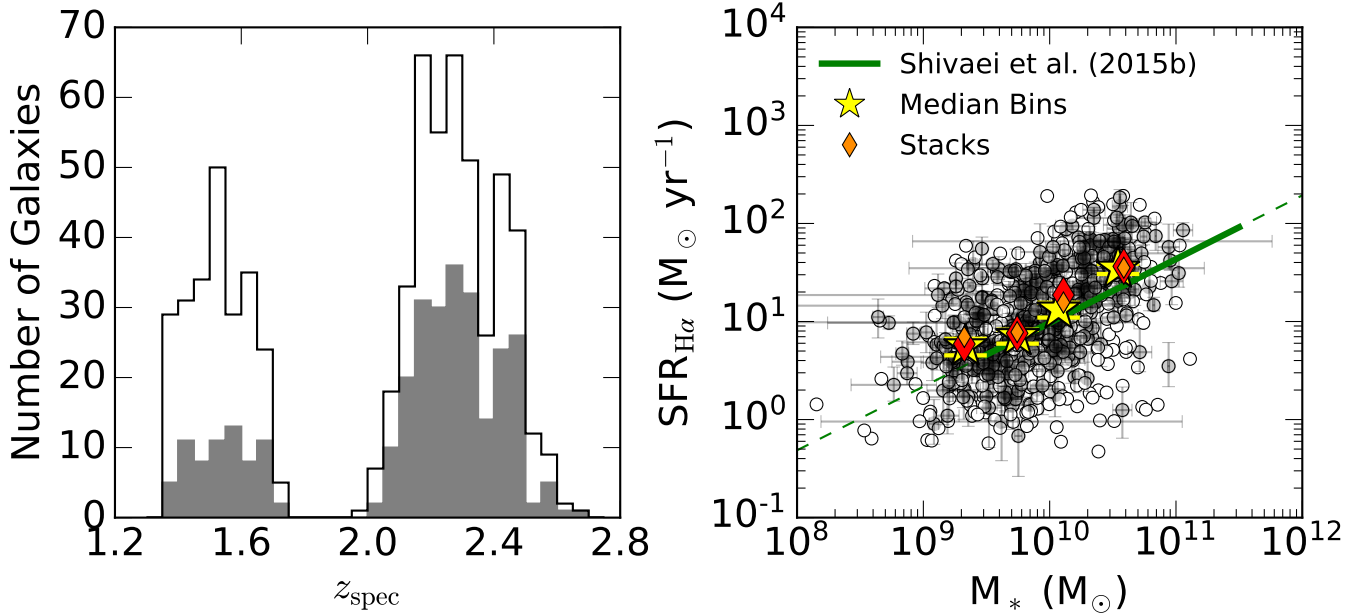 70
60
50
40
30
20
10
0
1.2 1.6 2.0 2.4 2.8
Number of Galaxies
z_spec
10^4
10^3
10^2
10^1
10^0
10^-1
10^8 10^9 10^10 10^11 10^12
SFR_Hα (M_⊙ yr^−1)
M_* (M_⊙)
Shivaei et al. (2015b)
Median Bins
Stacks